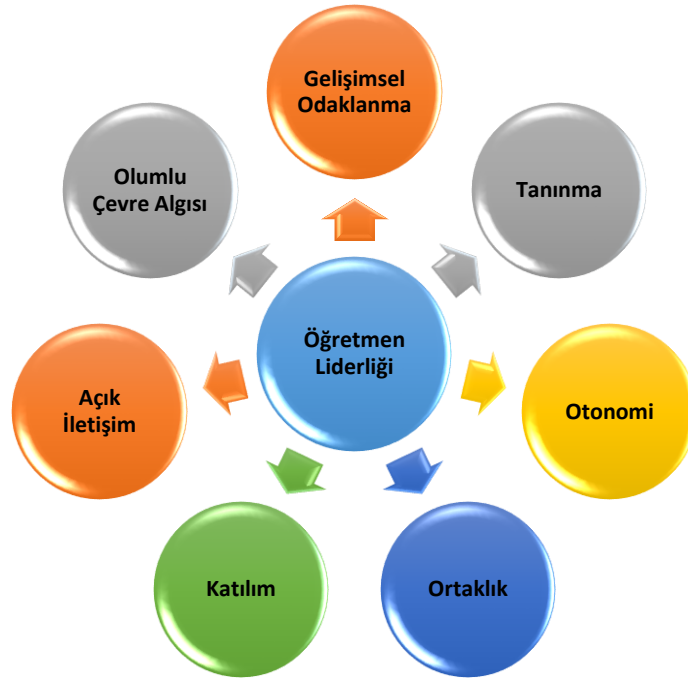 Gelişimsel
Odaklanma
Tanınma
Otonomi
Ortaklık
Katılım
Açık
İletişim
Olumlu
Çevre Algısı
Öğretmen
Liderliği